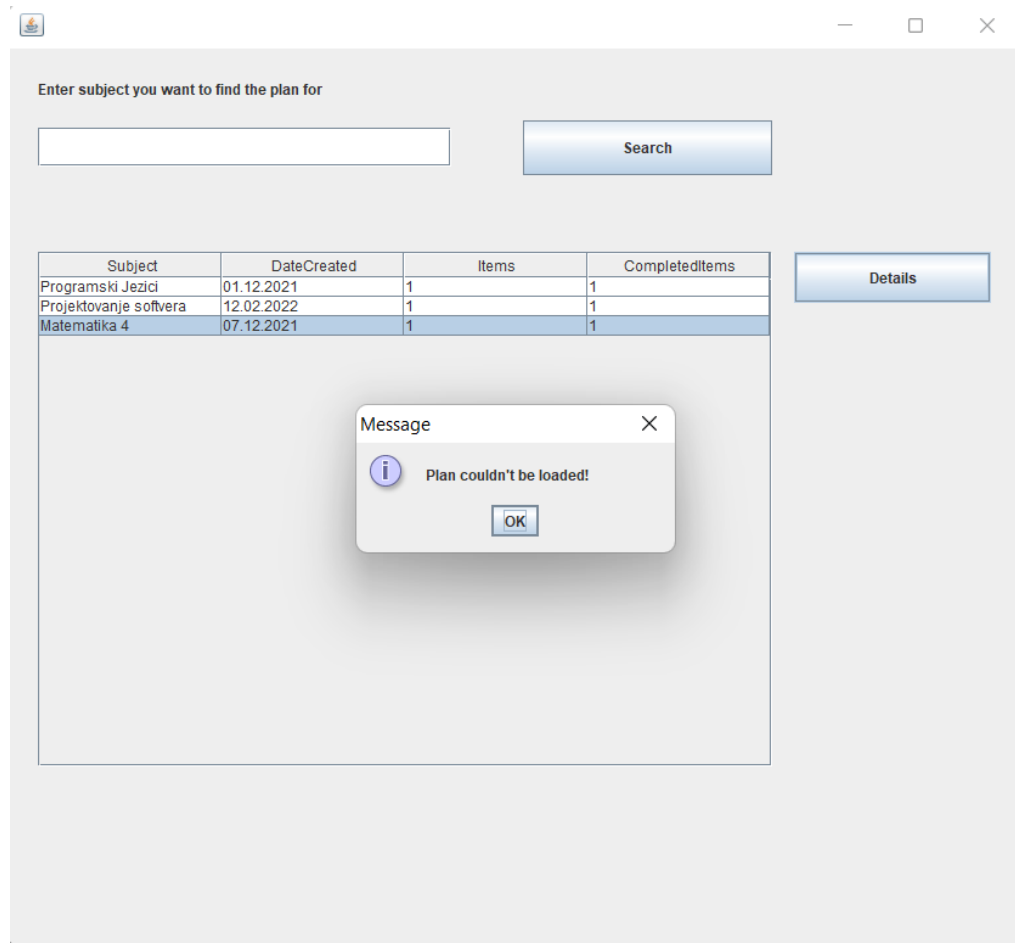 Enter subject you want to find the plan for
Search
Subject DateCreated Items CompletedItems
Programski Jezici 01.12.2021 1 1
Projektovanje softvera 12.02.2022 1 1
Matematika 4 07.12.2021 1 1
Details
Message
Plan couldn't be loaded!
OK